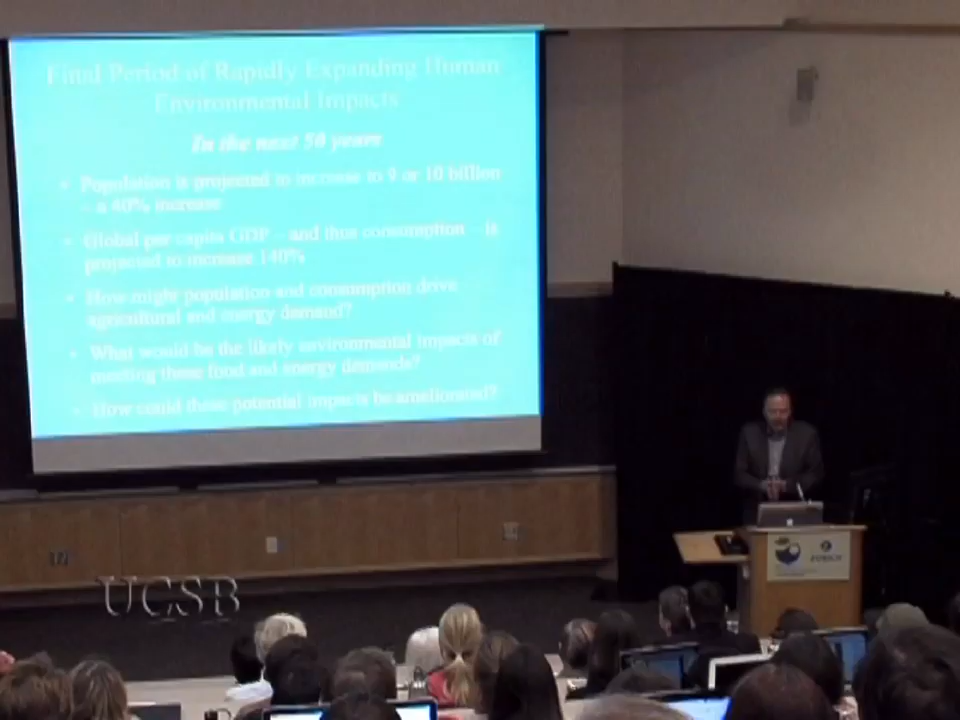 Final Period of Rapidly Expanding Human
Environmental Impacts
In the next 50 years
• Population is projected to increase to 9 or 10 billion
– a 40% increase
• Global per capita GDP – and thus consumption – is
projected to increase 140%
• How might population and consumption drive
agricultural and energy demand?
• What would be the likely environmental impacts of
meeting these food and energy demands?
• How could these potential impacts be ameliorated?
ZURICH
UCSB